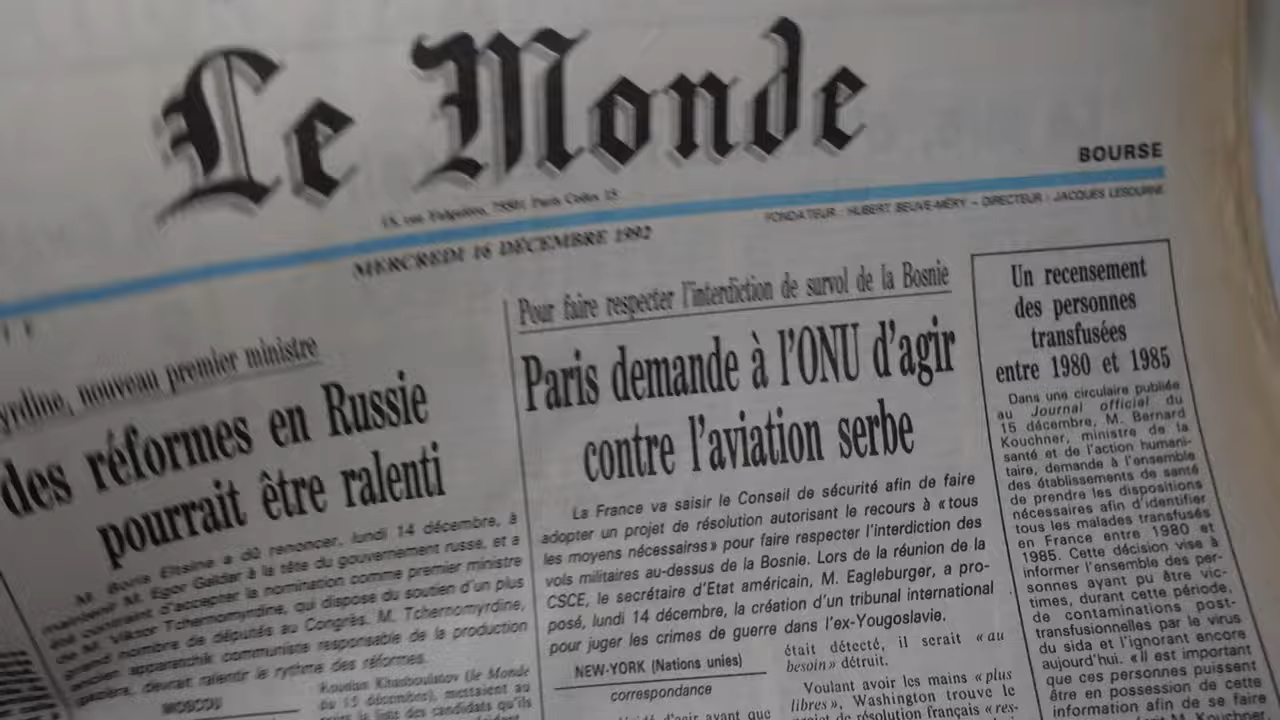 Le Monde
BOURSE
15, rue Falguière, 75501 Paris Cedex 15
FONDATEUR : HUBERT BEUVE-MÉRY – DIRECTEUR : JACQUES LESOURNE
MERCREDI 16 DÉCEMBRE 1992
nouveau premier ministre
des réformes en Russie
pourrait être ralenti
M. Boris Eltsine a dû renoncer, lundi 14 décembre, à
M. Egor Gaïdar à la tête du gouvernement russe, et a
contraint d'accepter la nomination comme premier ministre
de M. Viktor Tchernomyrdine, qui dispose du soutien d'un plus
grand nombre de députés au Congrès. M. Tchernomyrdine,
ancien apparatchik communiste responsable de la production
gazière, devrait ralentir le rythme des réformes.
MOSCOU
Rouslan Khasboulatov (le Monde
du 15 décembre), mettaient au
la liste des candidats qu'ils
Pour faire respecter l'interdiction de survol de la Bosnie
Paris demande à l'ONU d'agir
contre l'aviation serbe
La France va saisir le Conseil de sécurité afin de faire
adopter un projet de résolution autorisant le recours à « tous
les moyens nécessaires » pour faire respecter l'interdiction des
vols militaires au-dessus de la Bosnie. Lors de la réunion de la
CSCE, le secrétaire d'Etat américain, M. Eagleburger, a pro-
posé, lundi 14 décembre, la création d'un tribunal international
pour juger les crimes de guerre dans l'ex-Yougoslavie.
NEW-YORK (Nations unies)
correspondance
d'agir avant que
était détecté, il serait « au
besoin » détruit.
Voulant avoir les mains « plus
libres », Washington trouve le
projet de résolution français « res-
Un recensement
des personnes
transfusées
entre 1980 et 1985
Dans une circulaire publiée
au Journal officiel du
15 décembre, M. Bernard
Kouchner, ministre de la
santé et de l'action humani-
taire, demande à l'ensemble
des établissements de santé
de prendre les dispositions
nécessaires afin d'identifier
tous les malades transfusés
en France entre 1980 et
1985. Cette décision vise à
informer l'ensemble des per-
sonnes ayant pu être vic-
times, durant cette période,
de contaminations post-
transfusionnelles par le virus
du sida et l'ignorant encore
aujourd'hui. « Il est important
que ces personnes puissent
être en possession de cette
information afin de se faire
Kouchner